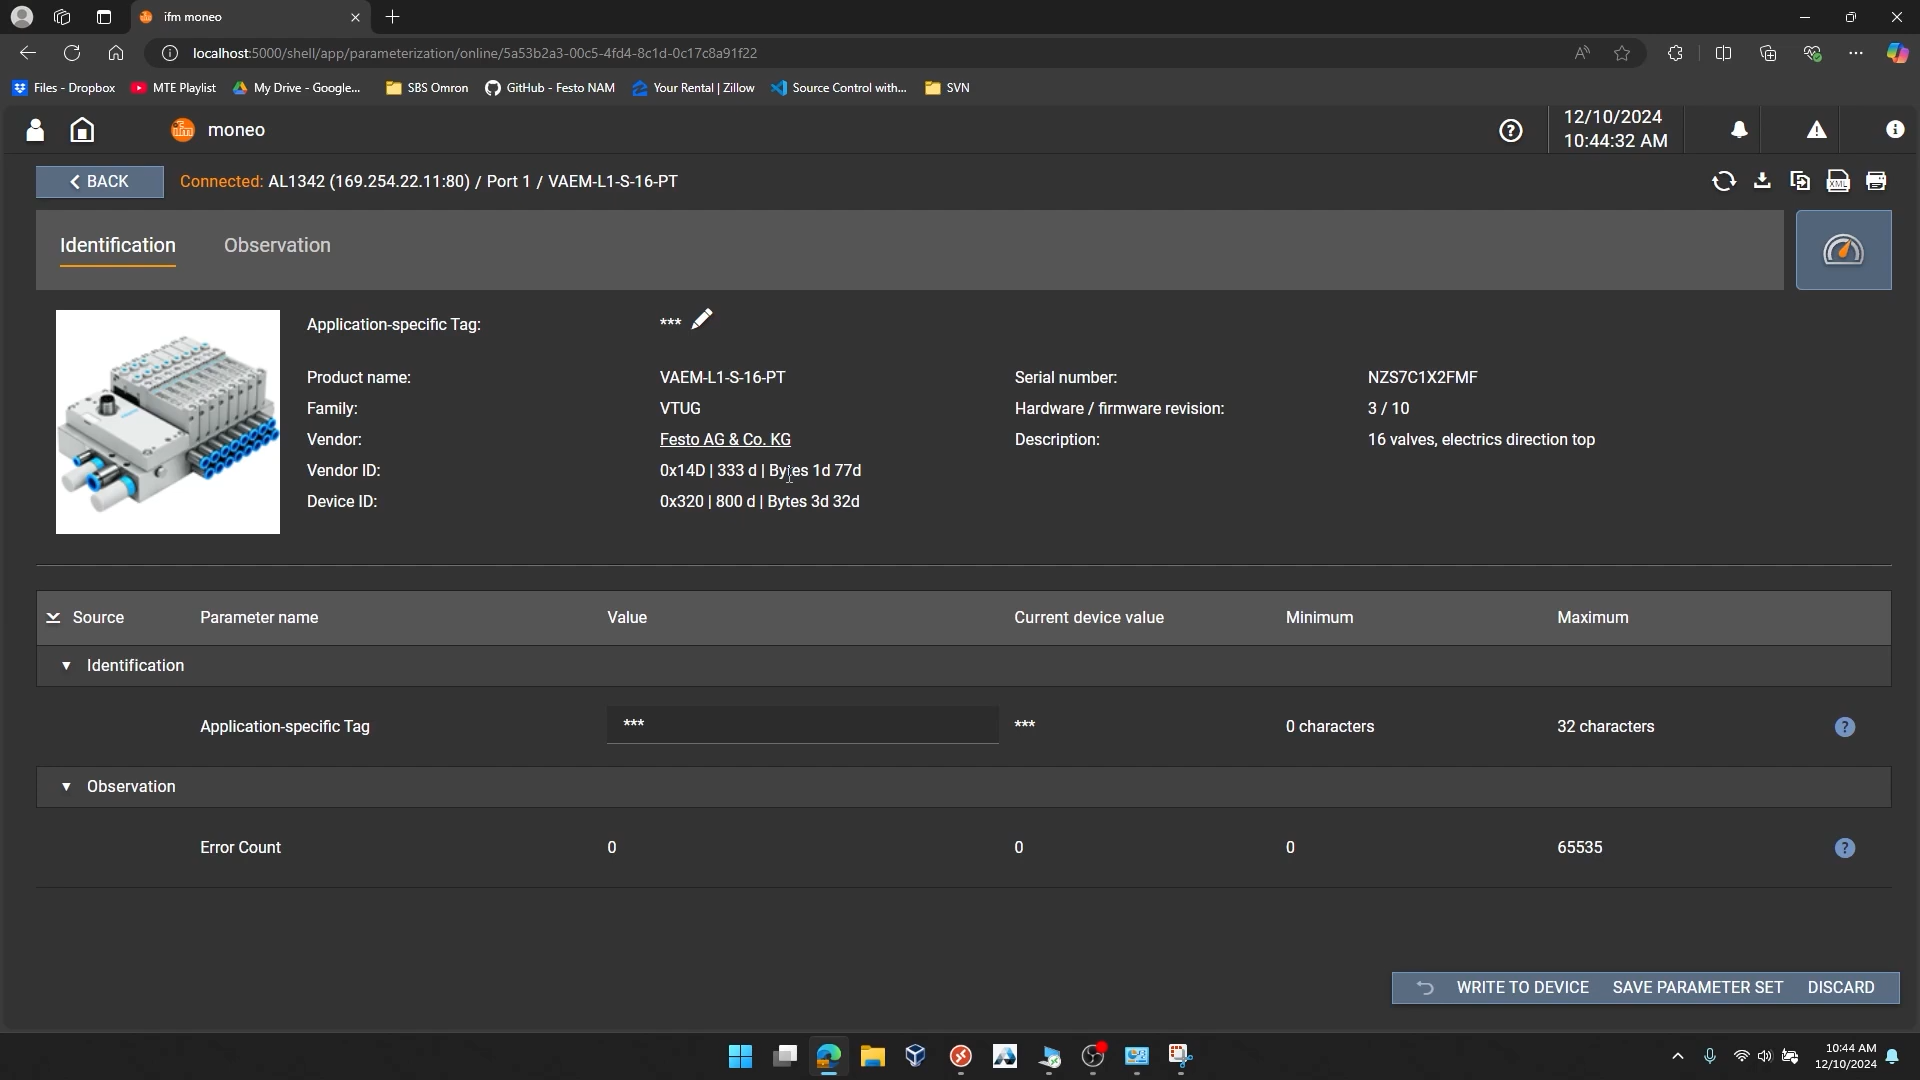 ifm moneo
localhost:5000/shell/app/parameterization/online/5a53b2a3-00c5-4fd4-8c1d-0c17c8a91f22
Files - Dropbox MTE Playlist My Drive - Google... SBS Omron GitHub - Festo NAM Your Rental | Zillow Source Control with... SVN
ifm moneo
12/10/2024
10:44:32 AM
BACK Connected: AL1342 (169.254.22.11:80) / Port 1 / VAEM-L1-S-16-PT
XML
Identification Observation
Application-specific Tag: ***
Product name: VAEM-L1-S-16-PT Serial number: NZS7C1X2FMF
Family: VTUG Hardware / firmware revision: 3 / 10
Vendor: Festo AG & Co. KG Description: 16 valves, electrics direction top
Vendor ID: 0x14D | 333 d | Bytes 1d 77d
Device ID: 0x320 | 800 d | Bytes 3d 32d
Source Parameter name Value Current device value Minimum Maximum
Identification
Application-specific Tag *** *** 0 characters 32 characters ?
Observation
Error Count 0 0 0 65535 ?
WRITE TO DEVICE SAVE PARAMETER SET DISCARD
10:44 AM
12/10/2024